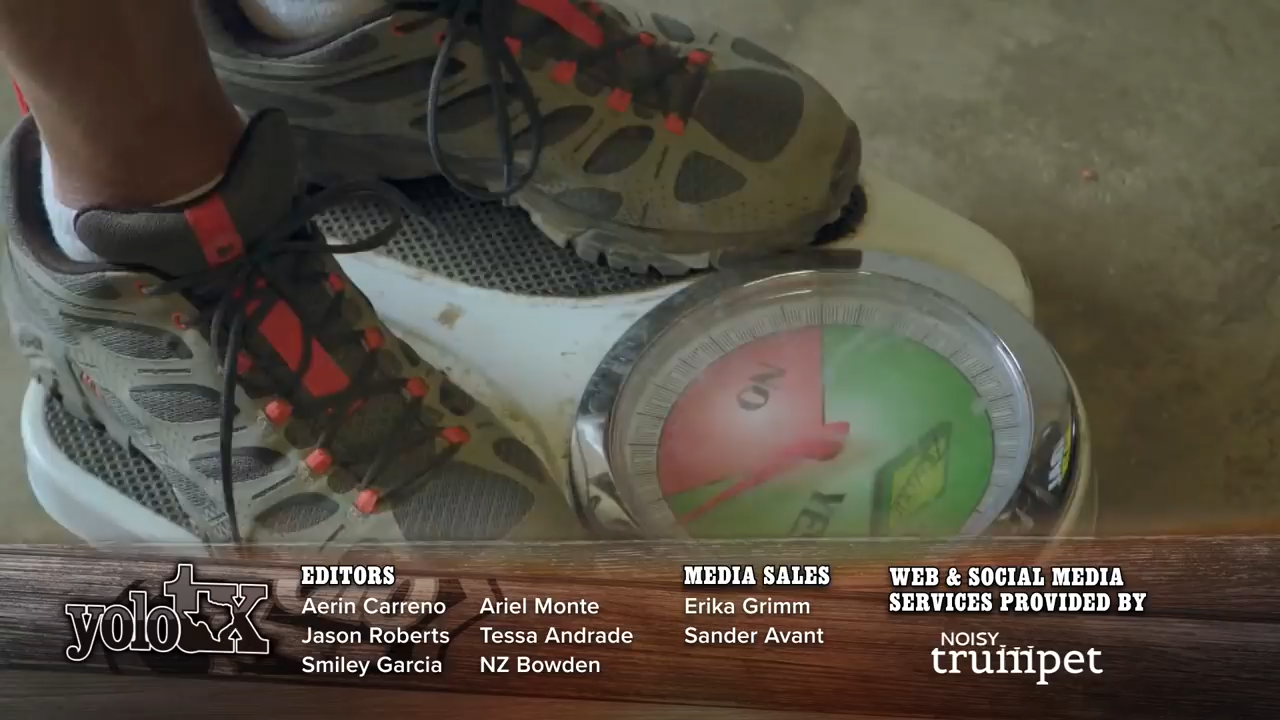 NO
YE
yoloTX
EDITORS
Aerin Carreno
Jason Roberts
Smiley Garcia
Ariel Monte
Tessa Andrade
NZ Bowden
MEDIA SALES
Erika Grimm
Sander Avant
WEB & SOCIAL MEDIA
SERVICES PROVIDED BY
NOISY
trumpet